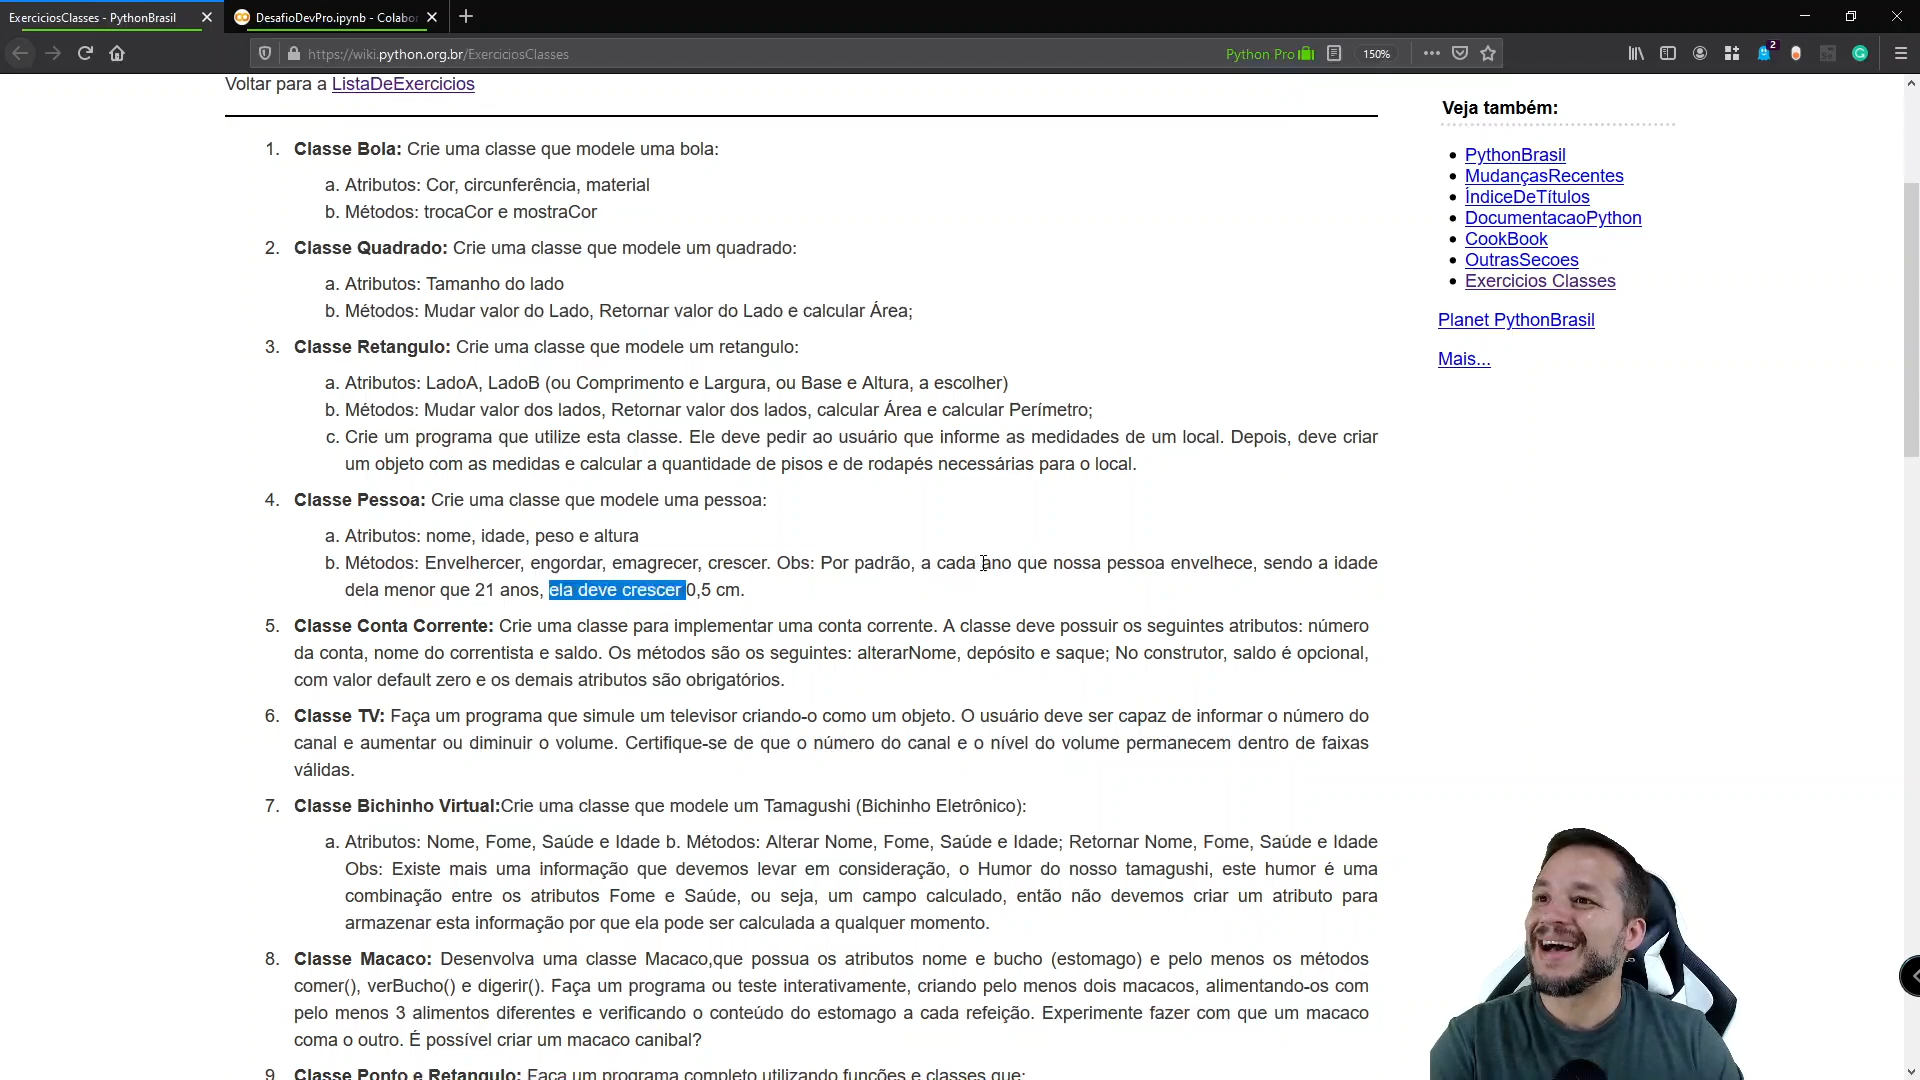 ExerciciosClasses - PythonBrasil
DesafioDevPro.ipynb - Colabor
https://wiki.python.org.br/ExerciciosClasses
Python Pro
150%
2
Voltar para a ListaDeExercicios
1. Classe Bola: Crie uma classe que modele uma bola:
a. Atributos: Cor, circunferência, material
b. Métodos: trocaCor e mostraCor
2. Classe Quadrado: Crie uma classe que modele um quadrado:
a. Atributos: Tamanho do lado
b. Métodos: Mudar valor do Lado, Retornar valor do Lado e calcular Área;
3. Classe Retangulo: Crie uma classe que modele um retangulo:
a. Atributos: LadoA, LadoB (ou Comprimento e Largura, ou Base e Altura, a escolher)
b. Métodos: Mudar valor dos lados, Retornar valor dos lados, calcular Área e calcular Perímetro;
c. Crie um programa que utilize esta classe. Ele deve pedir ao usuário que informe as medidades de um local. Depois, deve criar
um objeto com as medidas e calcular a quantidade de pisos e de rodapés necessárias para o local.
4. Classe Pessoa: Crie uma classe que modele uma pessoa:
a. Atributos: nome, idade, peso e altura
b. Métodos: Envelhercer, engordar, emagrecer, crescer. Obs: Por padrão, a cada ano que nossa pessoa envelhece, sendo a idade
dela menor que 21 anos, ela deve crescer 0,5 cm.
5. Classe Conta Corrente: Crie uma classe para implementar uma conta corrente. A classe deve possuir os seguintes atributos: número
da conta, nome do correntista e saldo. Os métodos são os seguintes: alterarNome, depósito e saque; No construtor, saldo é opcional,
com valor default zero e os demais atributos são obrigatórios.
6. Classe TV: Faça um programa que simule um televisor criando-o como um objeto. O usuário deve ser capaz de informar o número do
canal e aumentar ou diminuir o volume. Certifique-se de que o número do canal e o nível do volume permanecem dentro de faixas
válidas.
7. Classe Bichinho Virtual:Crie uma classe que modele um Tamagushi (Bichinho Eletrônico):
a. Atributos: Nome, Fome, Saúde e Idade b. Métodos: Alterar Nome, Fome, Saúde e Idade; Retornar Nome, Fome, Saúde e Idade
Obs: Existe mais uma informação que devemos levar em consideração, o Humor do nosso tamagushi, este humor é uma
combinação entre os atributos Fome e Saúde, ou seja, um campo calculado, então não devemos criar um atributo para
armazenar esta informação por que ela pode ser calculada a qualquer momento.
8. Classe Macaco: Desenvolva uma classe Macaco,que possua os atributos nome e bucho (estomago) e pelo menos os métodos
comer(), verBucho() e digerir(). Faça um programa ou teste interativamente, criando pelo menos dois macacos, alimentando-os com
pelo menos 3 alimentos diferentes e verificando o conteúdo do estomago a cada refeição. Experimente fazer com que um macaco
coma o outro. É possível criar um macaco canibal?
9. Classe Ponto e Retangulo: Faça um programa completo utilizando funções e classes que:
Veja também:
PythonBrasil
MudançasRecentes
ÍndiceDeTítulos
DocumentacaoPython
CookBook
OutrasSecoes
Exercicios Classes
Planet PythonBrasil
Mais...